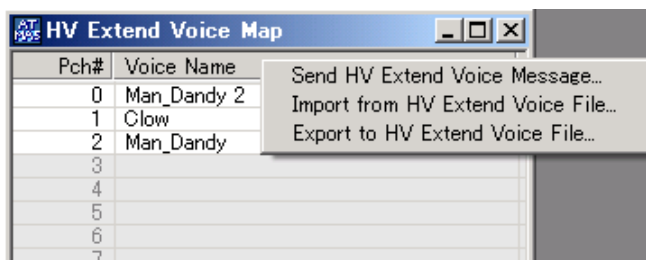 HV Extend Voice Map
Pch# Voice Name
Send HV Extend Voice Message...
0 Man_Dandy 2
Import from HV Extend Voice File...
1 Clow
Export to HV Extend Voice File...
2 Man_Dandy
3
4
5
6
7